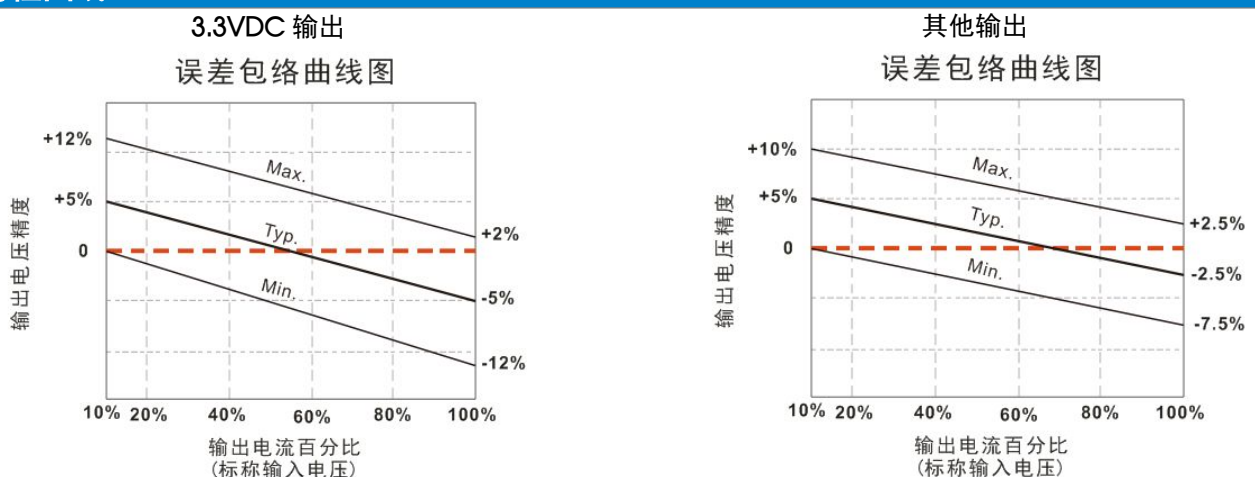 3.3VDC 输出
误差包络曲线图
+12%
+5%
0
Max.
Typ.
Min.
+2%
-5%
-12%
输出电压精度
10% 20% 40% 60% 80% 100%
输出电流百分比
(标称输入电压)
其他输出
误差包络曲线图
+10%
+5%
0
Max.
Typ.
Min.
+2.5%
-2.5%
-7.5%
输出电压精度
10% 20% 40% 60% 80% 100%
输出电流百分比
(标称输入电压)